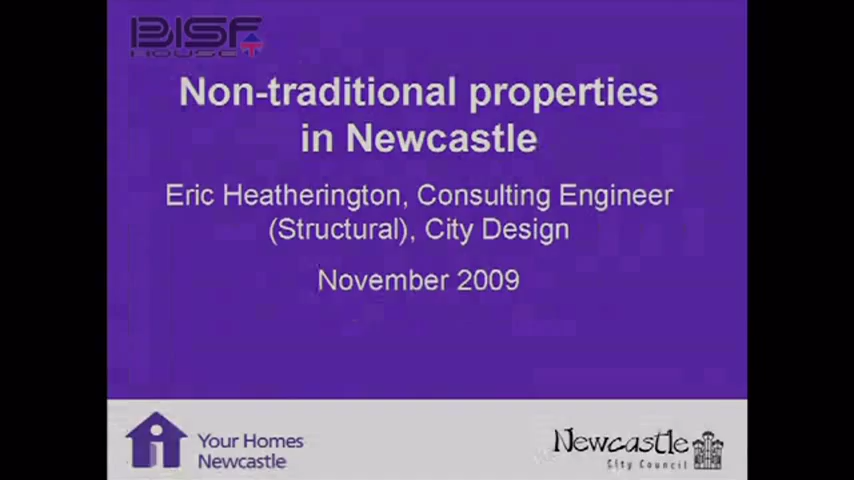 BISF
HOUSE
Non-traditional properties
in Newcastle
Eric Heatherington, Consulting Engineer
(Structural), City Design
November 2009
Your Homes
Newcastle
Newcastle
City Council